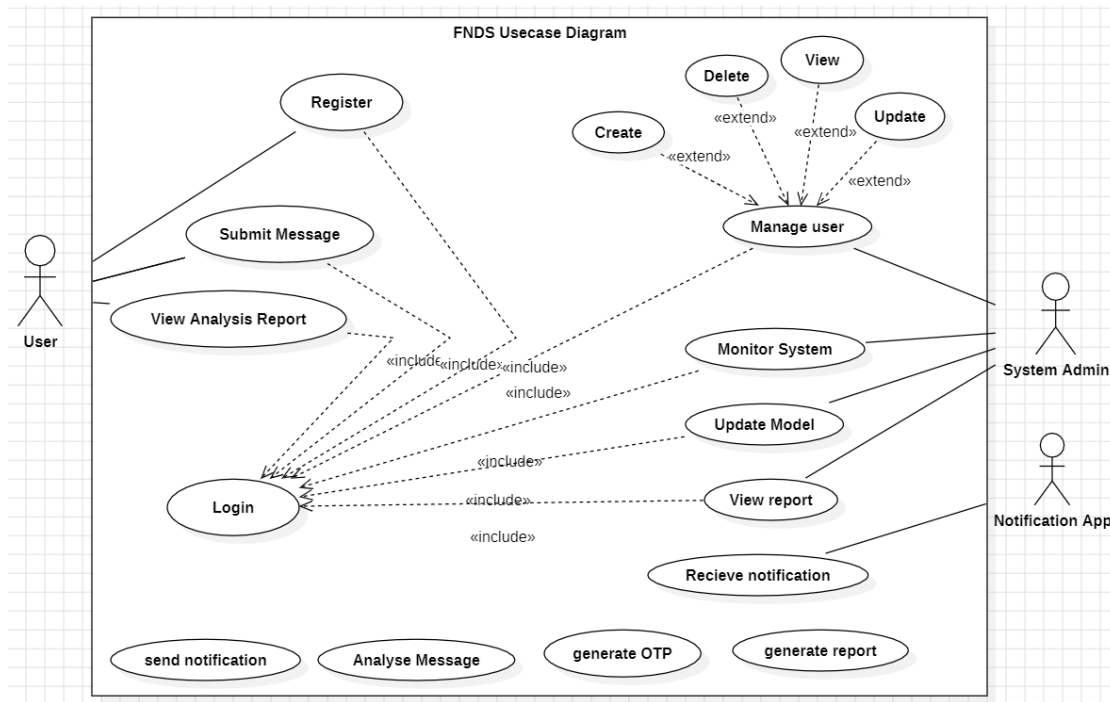 FNDS Usecase Diagram
View
Delete
Register
Update
«extend»
Create
«extend»
«extend»
«extend»
Manage user
Submit Message
View Analysis Report
User
Monitor System
«include»
«include»
«include»
System Admin
«include»
Update Model
«include»
View report
«include»
Login
Notification App
«include»
Recieve notification
send notification
Analyse Message
generate OTP
generate report